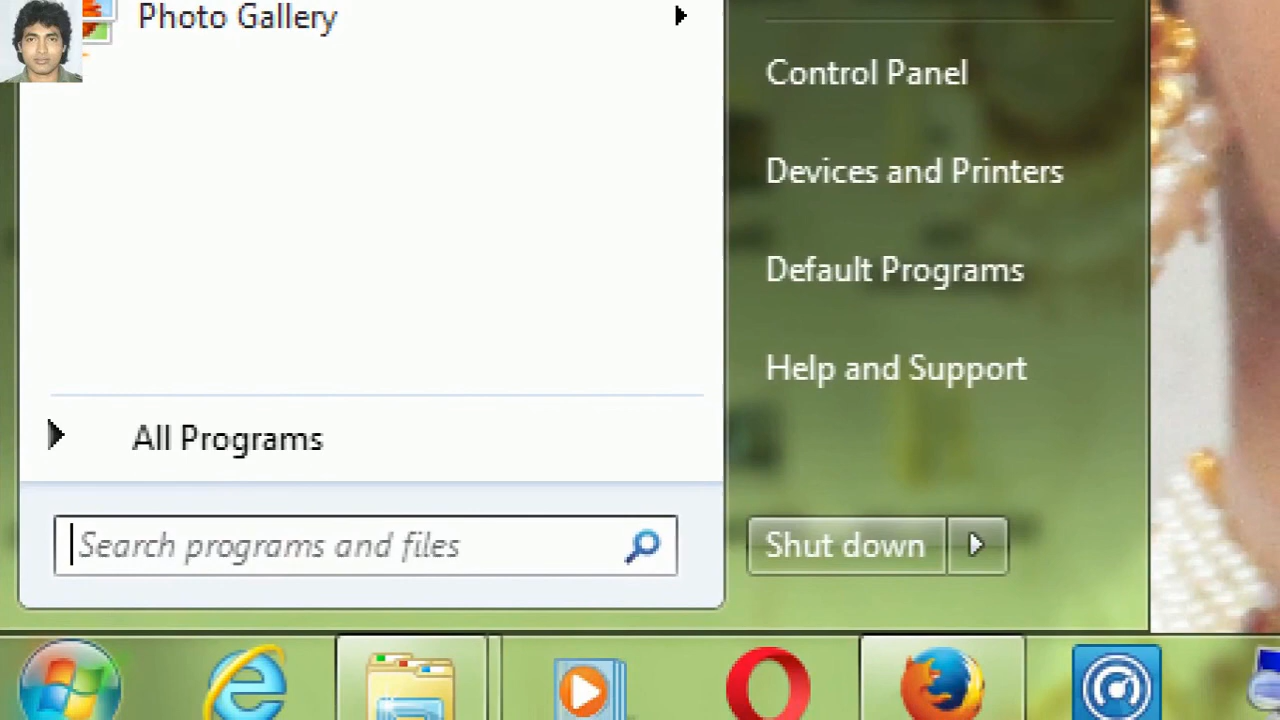 Photo Gallery
Control Panel
Devices and Printers
Default Programs
Help and Support
All Programs
Search programs and files
Shut down